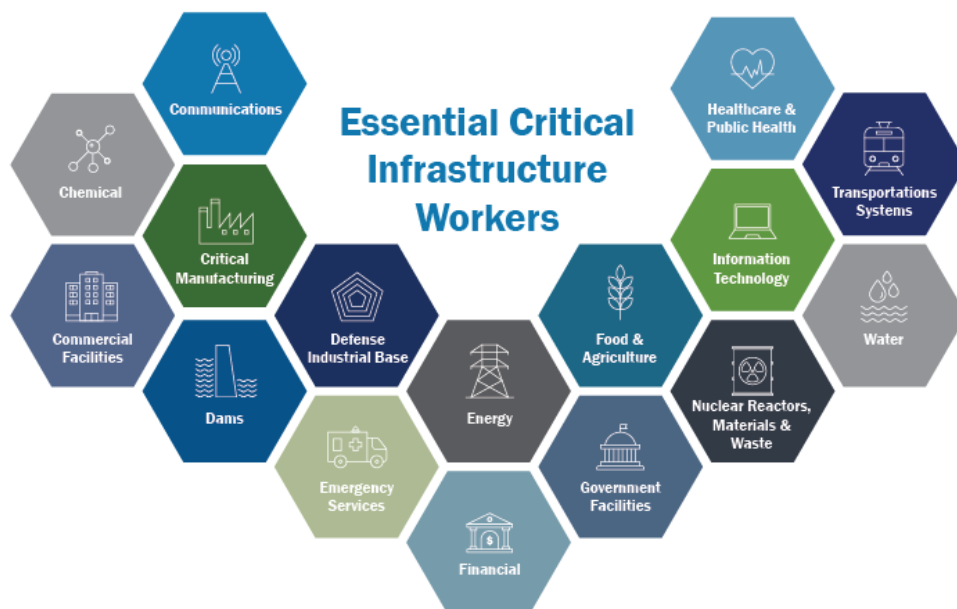 Essential Critical
Infrastructure
Workers
Communications
Chemical
Critical
Manufacturing
Commercial
Facilities
Dams
Defense
Industrial Base
Emergency
Services
Energy
Financial
Food &
Agriculture
Government
Facilities
Healthcare &
Public Health
Information
Technology
Nuclear Reactors,
Materials &
Waste
Transportations
Systems
Water
$